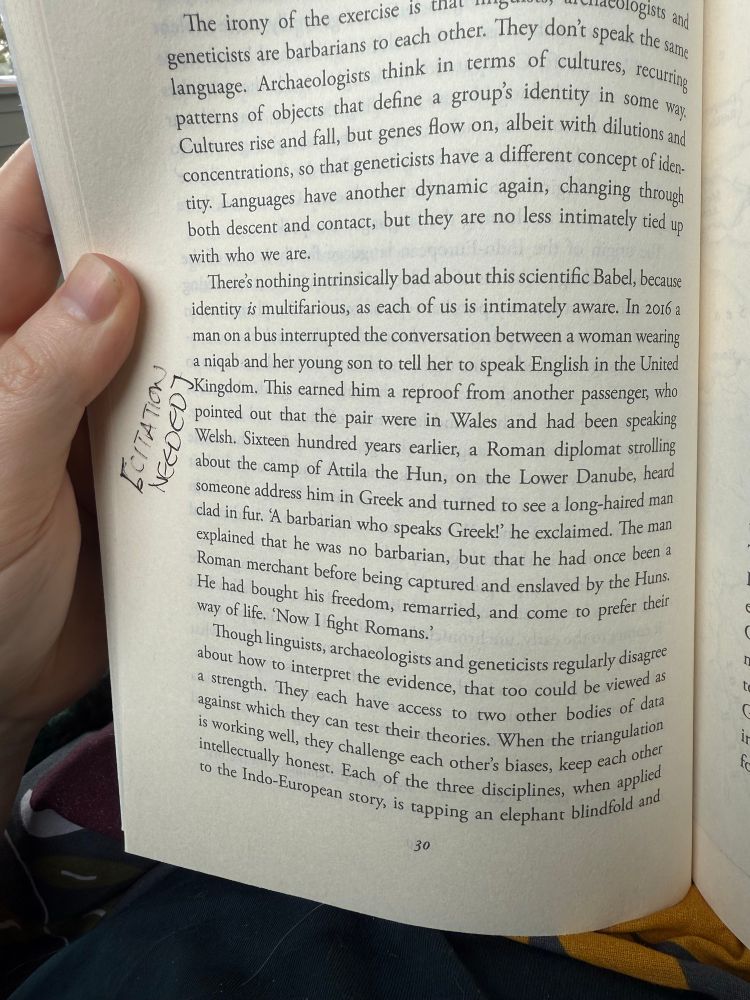 The irony of the exercise is that linguists, archaeologists and
geneticists are barbarians to each other. They don't speak the same
language. Archaeologists think in terms of cultures, recurring
patterns of objects that define a group's identity in some way.
Cultures rise and fall, but genes flow on, albeit with dilutions and
concentrations, so that geneticists have a different concept of iden-
tity. Languages have another dynamic again, changing through
both descent and contact, but they are no less intimately tied up
with who we are.
There's nothing intrinsically bad about this scientific Babel, because
identity is multifarious, as each of us is intimately aware. In 2016 a
man on a bus interrupted the conversation between a woman wearing
a niqab and her young son to tell her to speak English in the United
Kingdom. This earned him a reproof from another passenger, who
pointed out that the pair were in Wales and had been speaking
Welsh. Sixteen hundred years earlier, a Roman diplomat strolling
about the camp of Attila the Hun, on the Lower Danube, heard
someone address him in Greek and turned to see a long-haired man
clad in fur. 'A barbarian who speaks Greek!' he exclaimed. The man
explained that he was no barbarian, but that he had once been a
Roman merchant before being captured and enslaved by the Huns.
He had bought his freedom, remarried, and come to prefer their
way of life. 'Now I fight Romans.'
Though linguists, archaeologists and geneticists regularly disagree
about how to interpret the evidence, that too could be viewed as
a strength. They each have access to two other bodies of data
against which they can test their theories. When the triangulation
is working well, they challenge each other's biases, keep each other
intellectually honest. Each of the three disciplines, when applied
to the Indo-European story, is tapping an elephant blindfold and
30
[CITATION
NEEDED]